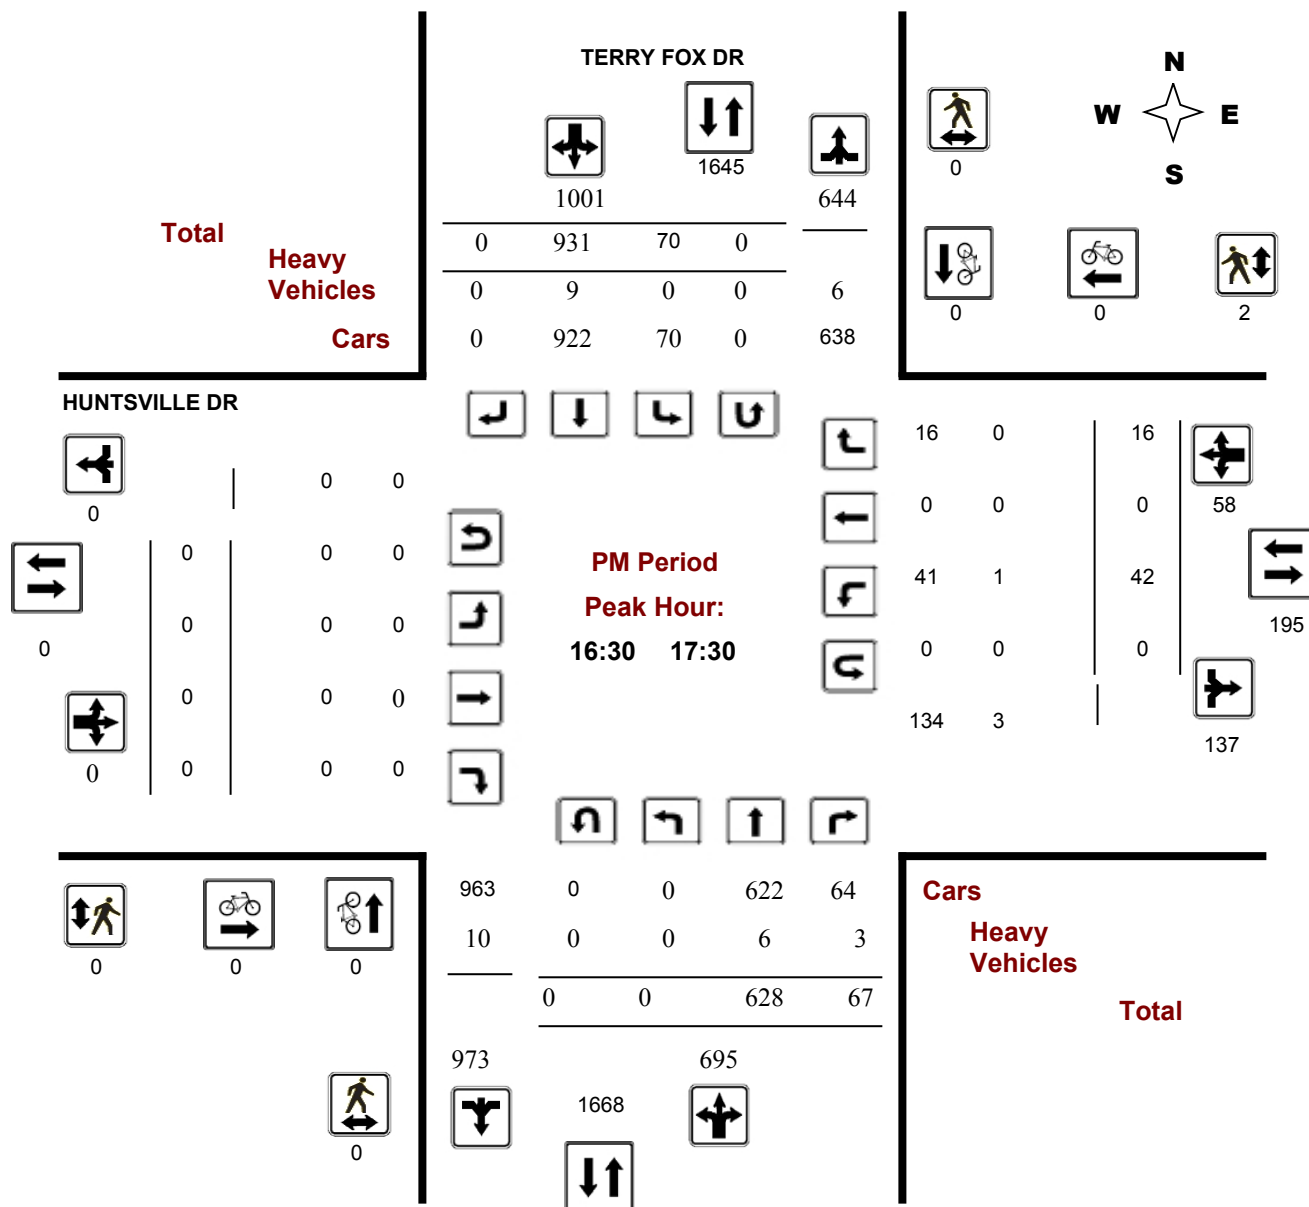 TERRY FOX DR
N
W E
S
1645
0
1001 644
Total 0 931 70 0
Heavy
Vehicles 0 9 0 0 6
0 0 2
Cars 0 922 70 0 638
HUNTSVILLE DR
16 0 16
0 0 0
0 0 0 58
0 0 0
PM Period
41 1 42
Peak Hour:
0 0 0
195
0 16:30 17:30 0 0 0
0 0 0
134 3
137
0 0 0 0
963 0 0 622 64 Cars
10 0 0 6 3 Heavy
Vehicles
0 0 0
0 0 628 67 Total
973 695
1668
0